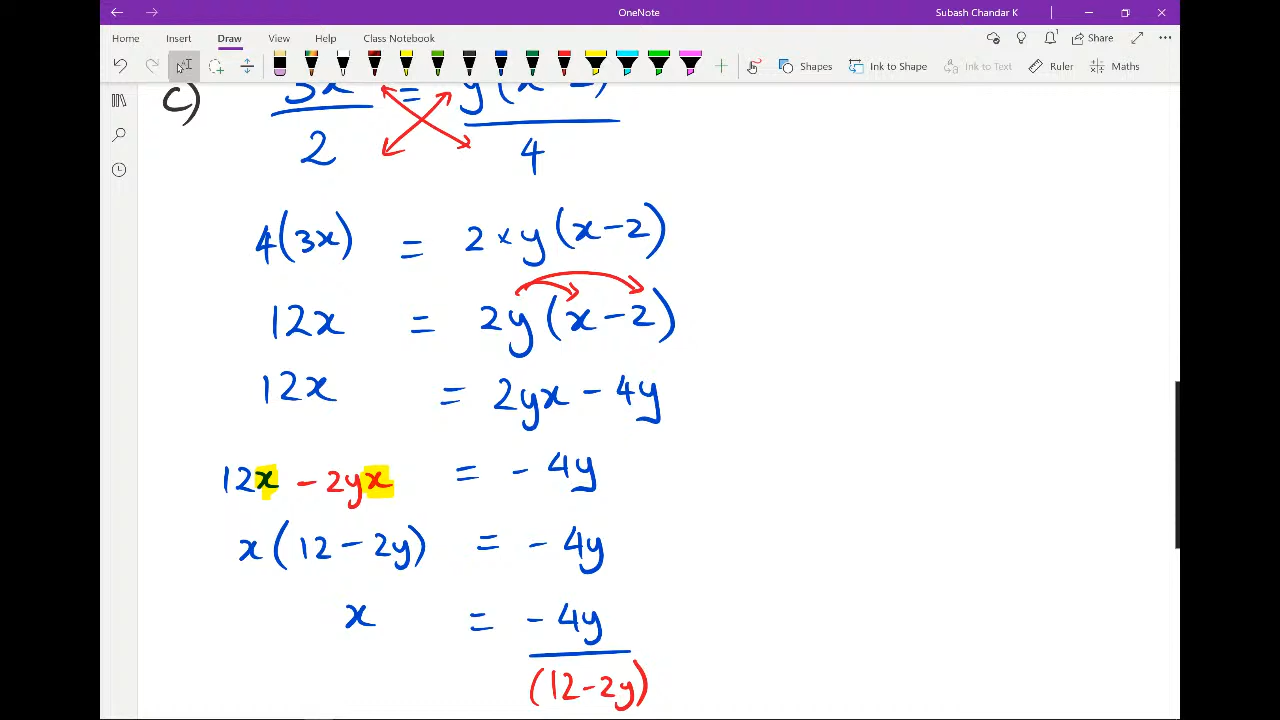 OneNote
Subash Chandar K
Home Insert Draw View Help Class Notebook
Share
Shapes Ink to Shape Ink to Text Ruler Maths
c) 3x/2 = y(x-2)/4
4(3x) = 2 × y(x-2)
12x = 2y(x-2)
12x = 2yx - 4y
12x - 2yx = -4y
x(12 - 2y) = -4y
x = -4y
(12-2y)